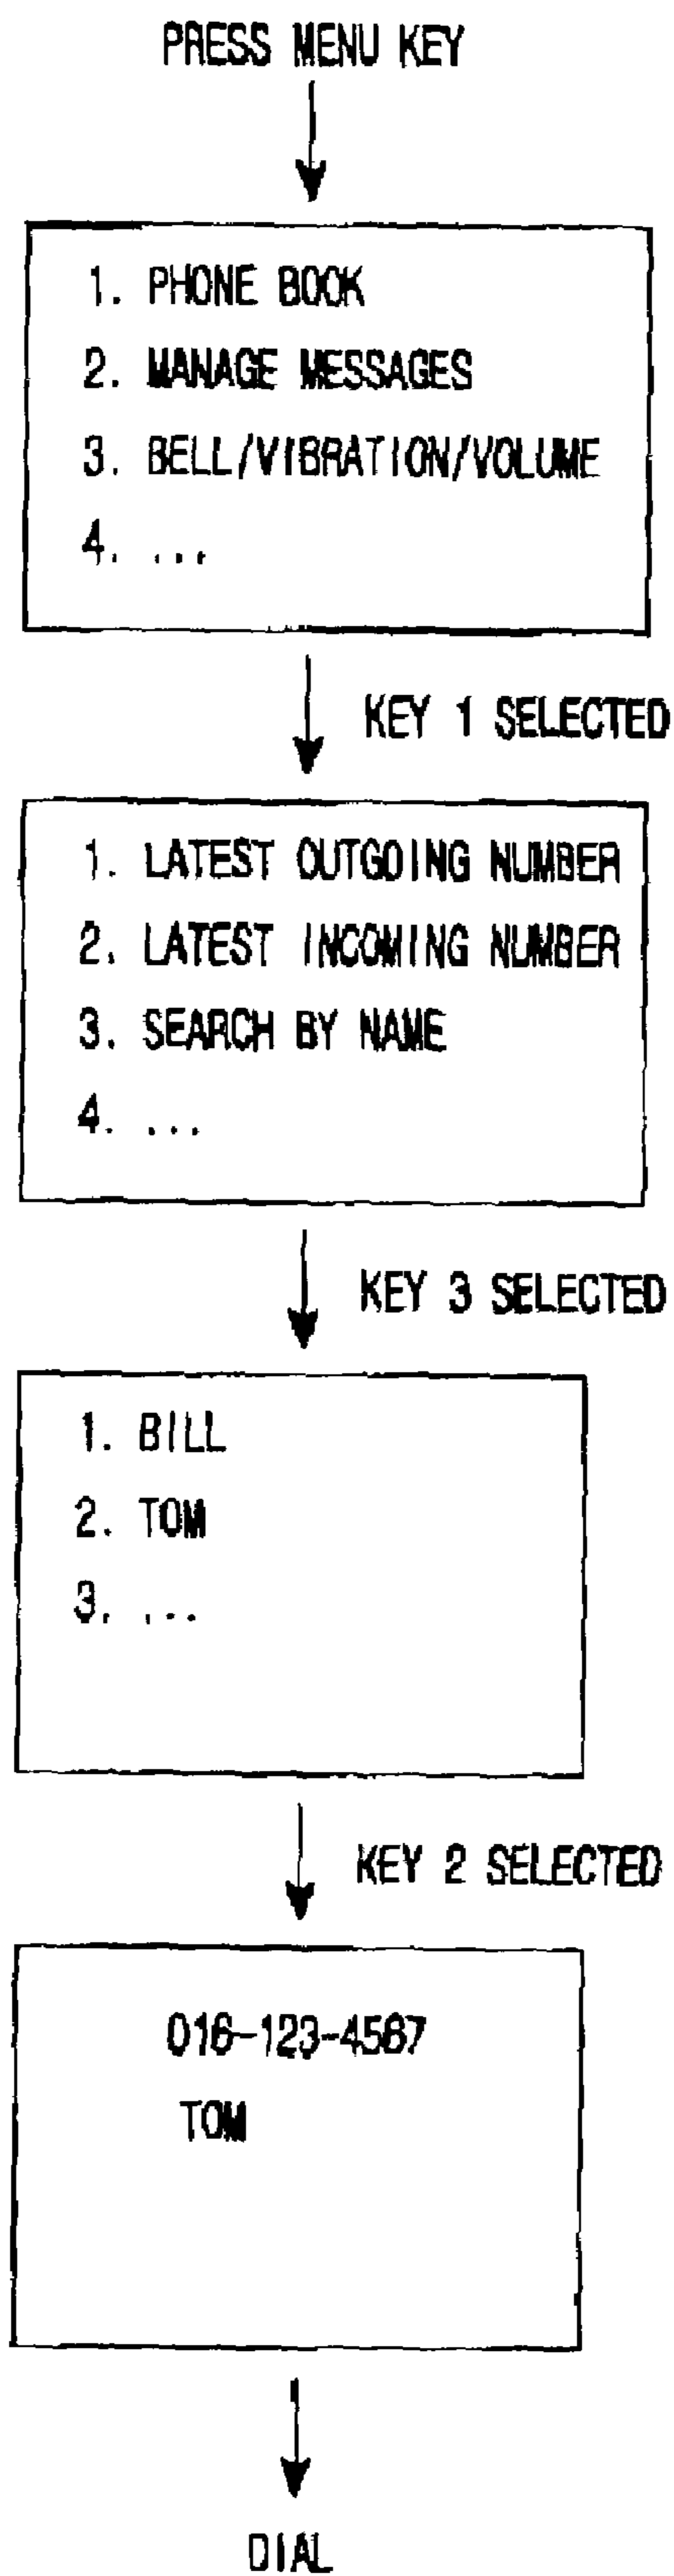 PRESS MENU KEY
1. PHONE BOOK
2. MANAGE MESSAGES
3. BELL/VIBRATION/VOLUME
4. ...
KEY 1 SELECTED
1. LATEST OUTGOING NUMBER
2. LATEST INCOMING NUMBER
3. SEARCH BY NAME
4. ...
KEY 3 SELECTED
1. BILL
2. TOM
3. ...
KEY 2 SELECTED
016-123-4567
TOM
DIAL